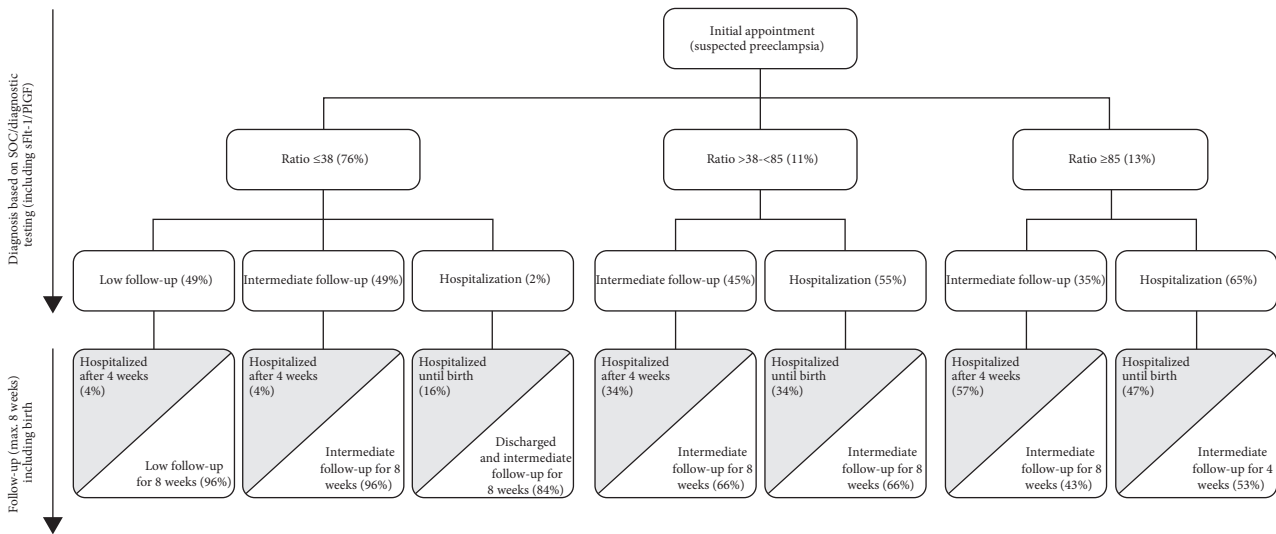 Initial appointment
(suspected preeclampsia)
Diagnosis based on SOC/diagnostic
testing (including sFlt-1/PlGF)
Ratio ≤38 (76%)
Ratio >38-<85 (11%)
Ratio ≥85 (13%)
Low follow-up (49%)
Intermediate follow-up (49%)
Hospitalization (2%)
Intermediate follow-up (45%)
Hospitalization (55%)
Intermediate follow-up (35%)
Hospitalization (65%)
Follow-up (max. 8 weeks)
including birth
Hospitalized
after 4 weeks
(4%)
Low follow-up
for 8 weeks (96%)
Hospitalized
after 4 weeks
(4%)
Intermediate
follow-up for 8
weeks (96%)
Hospitalized
until birth
(16%)
Discharged
and intermediate
follow-up for
8 weeks (84%)
Hospitalized
after 4 weeks
(34%)
Intermediate
follow-up for 8
weeks (66%)
Hospitalized
until birth
(34%)
Intermediate
follow-up for 8
weeks (66%)
Hospitalized
after 4 weeks
(57%)
Intermediate
follow-up for 8
weeks (43%)
Hospitalized
until birth
(47%)
Intermediate
follow-up for 4
weeks (53%)